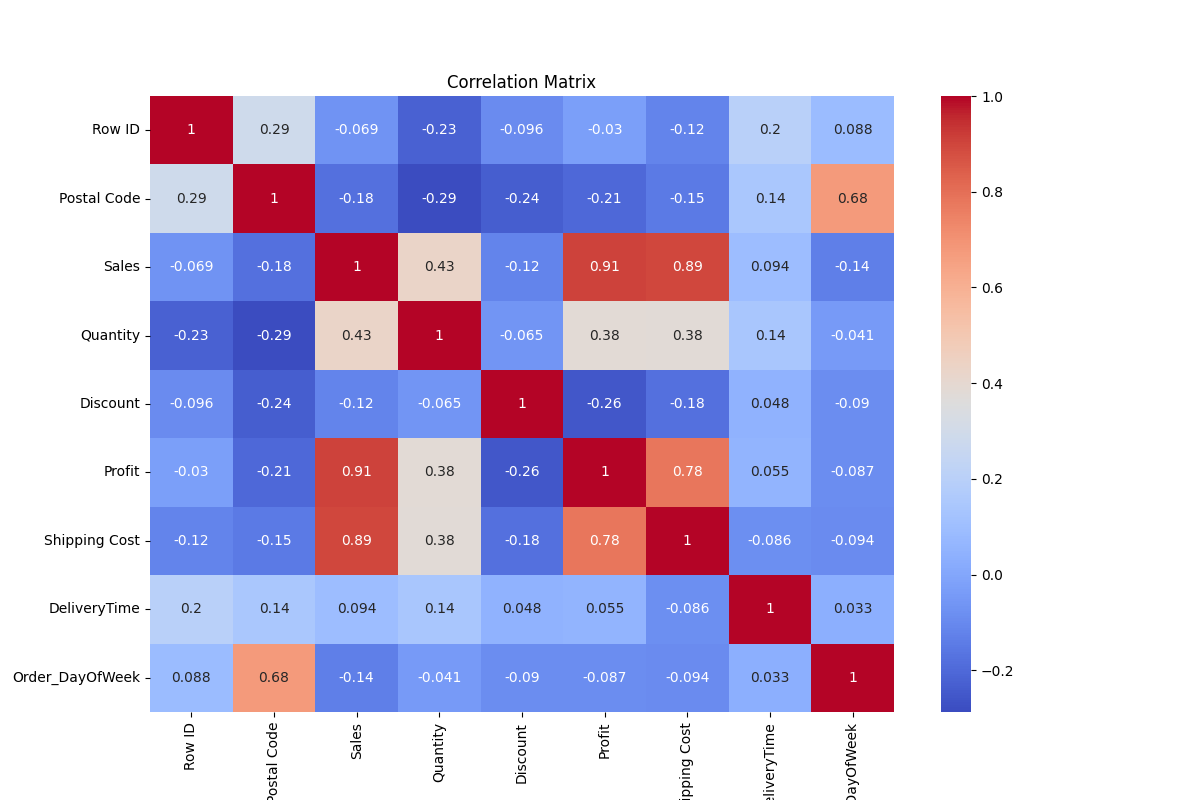 Correlation Matrix
Row ID 1 0.29 -0.069 -0.23 -0.096 -0.03 -0.12 0.2 0.088
Postal Code 0.29 1 -0.18 -0.29 -0.24 -0.21 -0.15 0.14 0.68
Sales -0.069 -0.18 1 0.43 -0.12 0.91 0.89 0.094 -0.14
Quantity -0.23 -0.29 0.43 1 -0.065 0.38 0.38 0.14 -0.041
Discount -0.096 -0.24 -0.12 -0.065 1 -0.26 -0.18 0.048 -0.09
Profit -0.03 -0.21 0.91 0.38 -0.26 1 0.78 0.055 -0.087
Shipping Cost -0.12 -0.15 0.89 0.38 -0.18 0.78 1 -0.086 -0.094
DeliveryTime 0.2 0.14 0.094 0.14 0.048 0.055 -0.086 1 0.033
Order_DayOfWeek 0.088 0.68 -0.14 -0.041 -0.09 -0.087 -0.094 0.033 1
Row ID
Postal Code
Sales
Quantity
Discount
Profit
ipping Cost
eliveryTime
DayOfWeek
1.0
0.8
0.6
0.4
0.2
0.0
−0.2